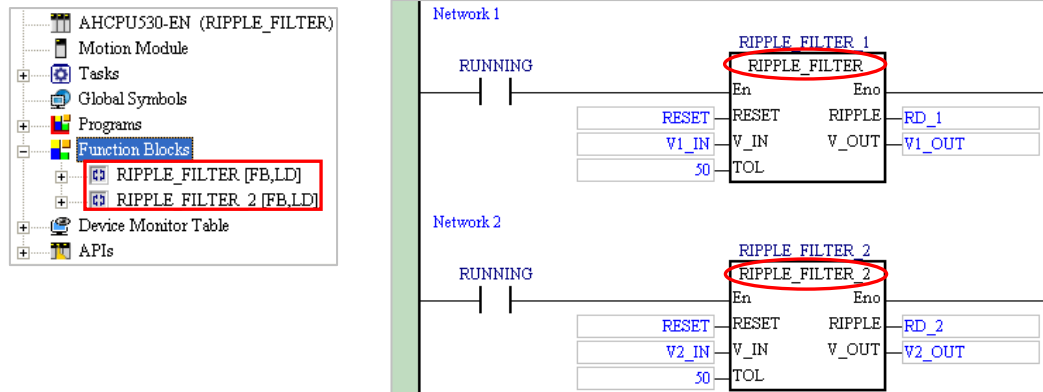 AHCPU530-EN (RIPPLE_FILTER)
Motion Module
Tasks
Global Symbols
Programs
Function Blocks
RIPPLE_FILTER [FB,LD]
RIPPLE_FILTER_2 [FB,LD]
Device Monitor Table
APIs
Network 1
RIPPLE_FILTER_1
RUNNING
RIPPLE_FILTER
En Eno
RESET RESET RIPPLE RD_1
V1_IN V_IN V_OUT V1_OUT
50 TOL
Network 2
RIPPLE_FILTER_2
RUNNING
RIPPLE_FILTER_2
En Eno
RESET RESET RIPPLE RD_2
V2_IN V_IN V_OUT V2_OUT
50 TOL